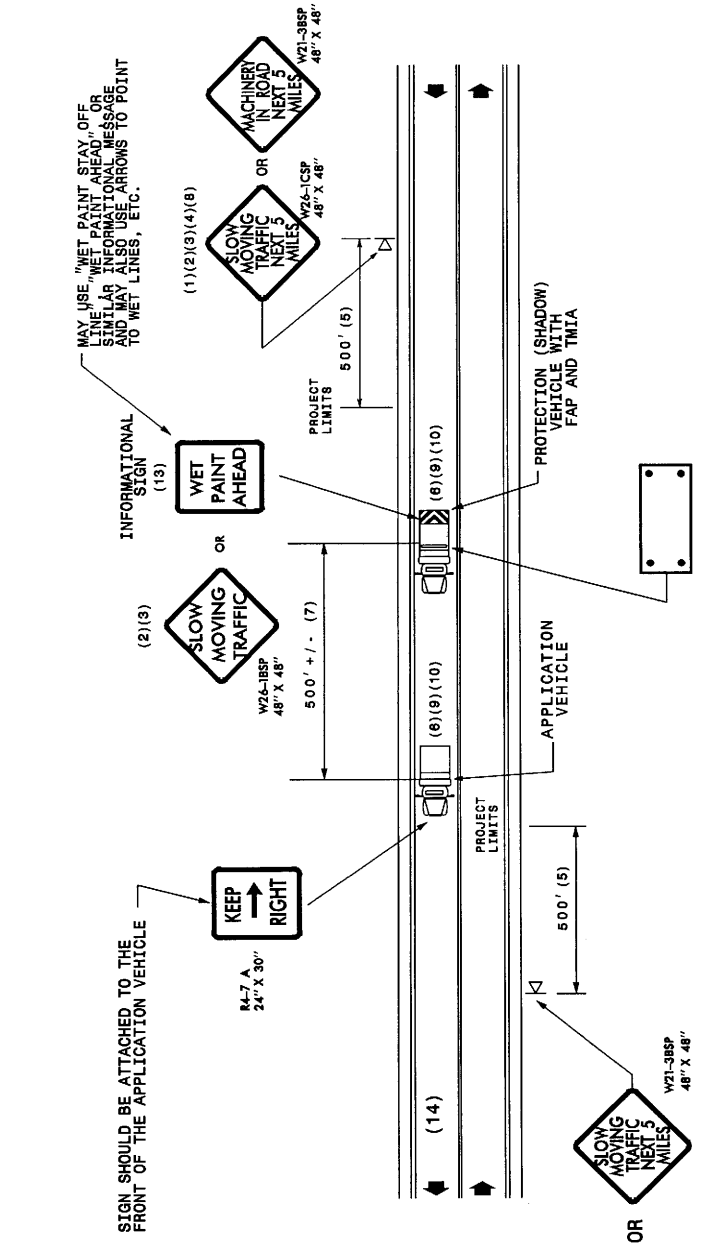 MAY USE "WET PAINT STAY OFF
LINE" "WET PAINT AHEAD" OR
SIMILAR INFORMATIONAL MESSAGE
AND MAY ALSO USE ARROWS TO POINT
TO WET LINES, ETC.
MACHINERY
IN ROAD
NEXT 5
MILES
W21-3BSP
48" X 48"
OR
(1)(2)(3)(4)(8)
SLOW
MOVING
TRAFFIC
NEXT 5
MILES
W26-1CSP
48" X 48"
500' (5)
PROJECT
LIMITS
INFORMATIONAL
SIGN
(13)
WET
PAINT
AHEAD
OR
(2)(3)
SLOW
MOVING
TRAFFIC
W26-1BSP
48" X 48"
500' +/- (7)
(6)(9)(10)
PROTECTION (SHADOW)
VEHICLE WITH
FAP AND TMIA
(6)(9)(10)
APPLICATION
VEHICLE
SIGN SHOULD BE ATTACHED TO THE
FRONT OF THE APPLICATION VEHICLE
KEEP
RIGHT
R4-7 A
24" X 30"
PROJECT
LIMITS
500' (5)
(14)
SLOW
MOVING
TRAFFIC
NEXT 5
MILES
W21-3BSP
48" X 48"
OR